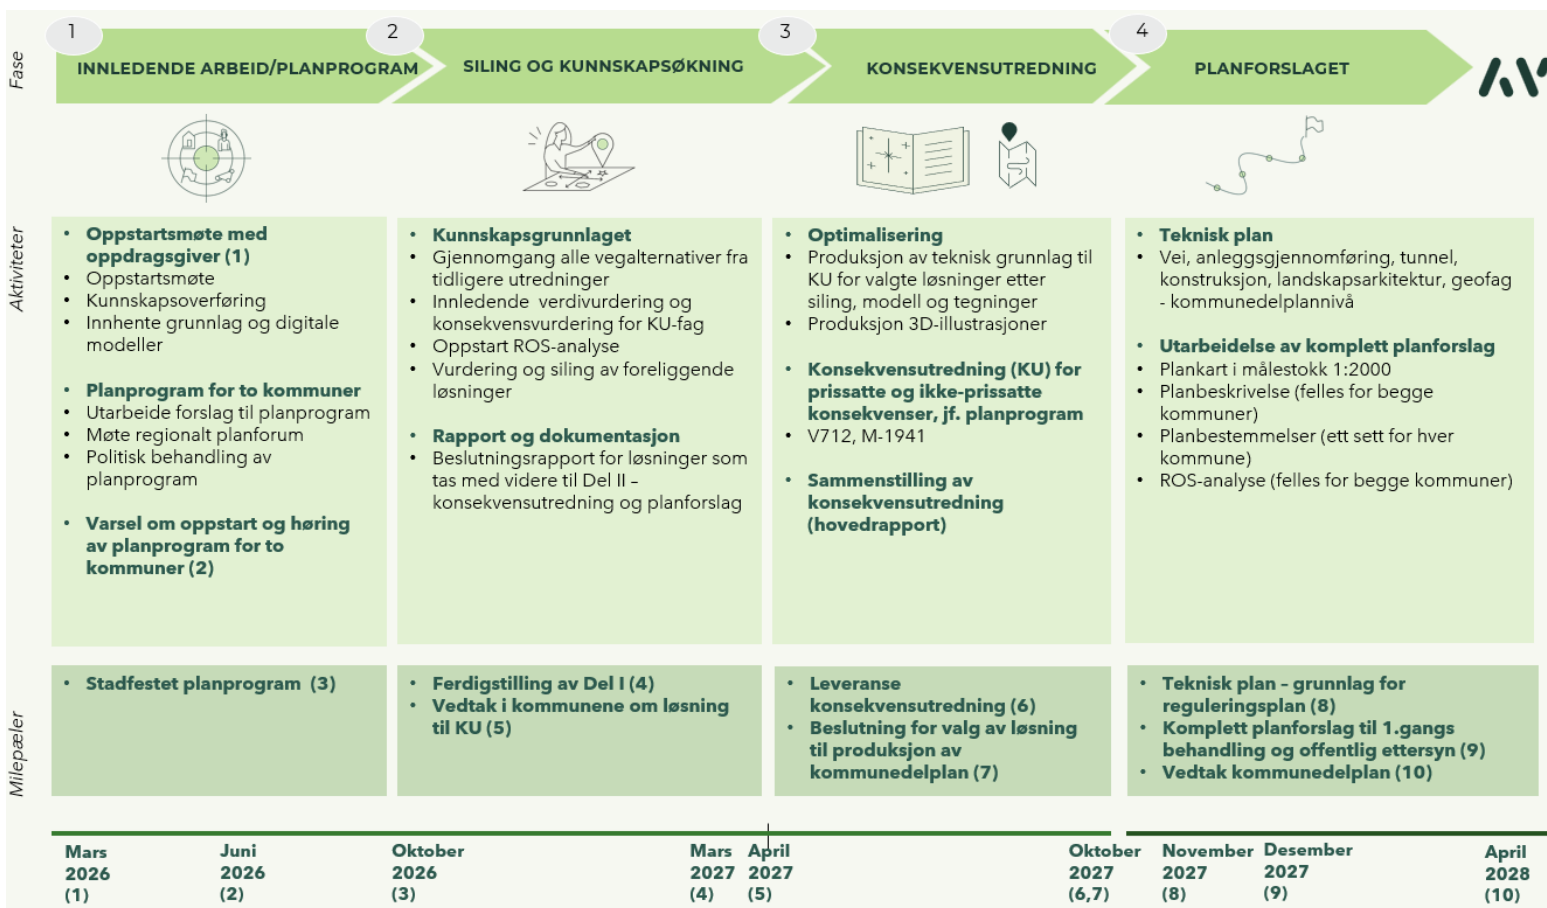 Fase
1
2
3
4
INNLEDENDE ARBEID/PLANPROGRAM
SILING OG KUNNSKAPSØKNING
KONSEKVENSUTREDNING
PLANFORSLAGET
Aktiviteter
• Oppstartsmøte med
oppdragsgiver (1)
• Oppstartsmøte
• Kunnskapsoverføring
• Innhente grunnlag og digitale
modeller
• Planprogram for to kommuner
• Utarbeide forslag til planprogram
• Møte regionalt planforum
• Politisk behandling av
planprogram
• Varsel om oppstart og høring
av planprogram for to
kommuner (2)
• Kunnskapsgrunnlaget
• Gjennomgang alle vegalternativer fra
tidligere utredninger
• Innledende verdivurdering og
konsekvensvurdering for KU-fag
• Oppstart ROS-analyse
• Vurdering og siling av foreliggende
løsninger
• Rapport og dokumentasjon
• Beslutningsrapport for løsninger som
tas med videre til Del II –
konsekvensutredning og planforslag
• Optimalisering
• Produksjon av teknisk grunnlag til
KU for valgte løsninger etter
siling, modell og tegninger
• Produksjon 3D-illustrasjoner
• Konsekvensutredning (KU) for
prissatte og ikke-prissatte
konsekvenser, jf. planprogram
• V712, M-1941
• Sammenstilling av
konsekvensutredning
(hovedrapport)
• Teknisk plan
• Vei, anleggsgjennomføring, tunnel,
konstruksjon, landskapsarkitektur, geofag
- kommunedelplannivå
• Utarbeidelse av komplett planforslag
• Plankart i målestokk 1:2000
• Planbeskrivelse (felles for begge
kommuner)
• Planbestemmelser (ett sett for hver
kommune)
• ROS-analyse (felles for begge kommuner)
Milepæler
• Stadfestet planprogram (3)
• Ferdigstilling av Del I (4)
• Vedtak i kommunene om løsning
til KU (5)
• Leveranse
konsekvensutredning (6)
• Beslutning for valg av løsning
til produksjon av
kommunedelplan (7)
• Teknisk plan – grunnlag for
reguleringsplan (8)
• Komplett planforslag til 1.gangs
behandling og offentlig ettersyn (9)
• Vedtak kommunedelplan (10)
Mars
2026
(1)
Juni
2026
(2)
Oktober
2026
(3)
Mars
2027
(4)
April
2027
(5)
Oktober
2027
(6,7)
November
2027
(8)
Desember
2027
(9)
April
2028
(10)